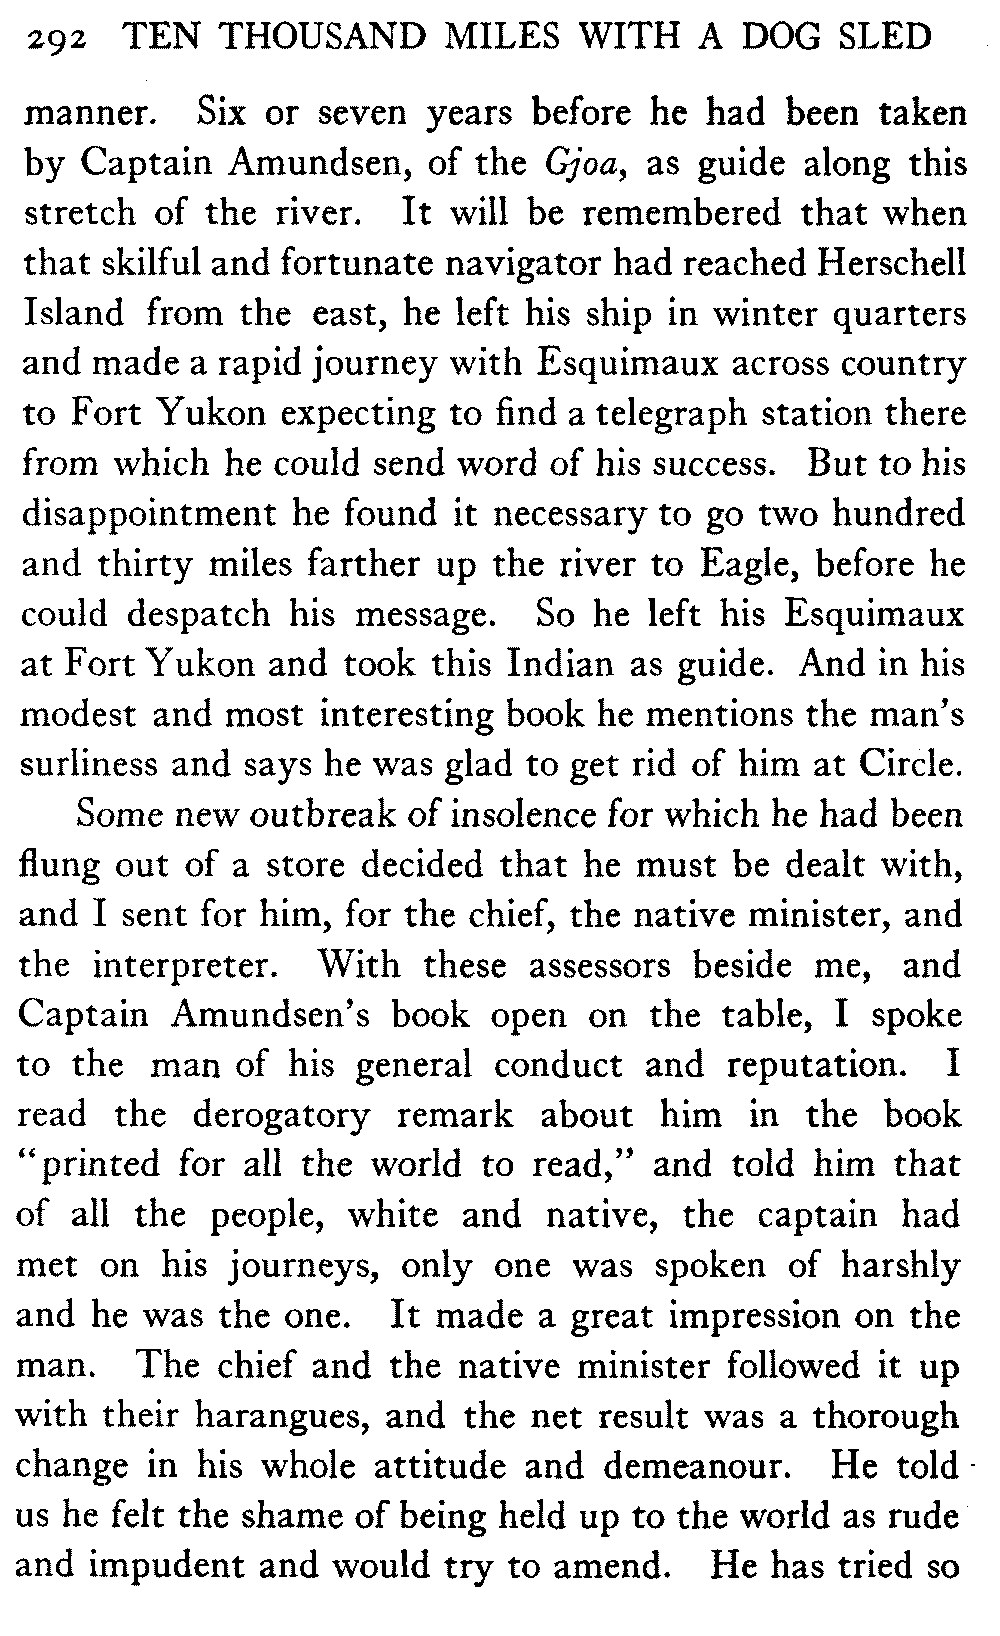 292 TEN THOUSAND MILES WITH A DOG SLED
manner. Six or seven years before he had been taken
by Captain Amundsen, of the Gjoa, as guide along this
stretch of the river. It will be remembered that when
that skilful and fortunate navigator had reached Herschell
Island from the east, he left his ship in winter quarters
and made a rapid journey with Esquimaux across country
to Fort Yukon expecting to find a telegraph station there
from which he could send word of his success. But to his
disappointment he found it necessary to go two hundred
and thirty miles farther up the river to Eagle, before he
could despatch his message. So he left his Esquimaux
at Fort Yukon and took this Indian as guide. And in his
modest and most interesting book he mentions the man's
surliness and says he was glad to get rid of him at Circle.
Some new outbreak of insolence for which he had been
flung out of a store decided that he must be dealt with,
and I sent for him, for the chief, the native minister, and
the interpreter. With these assessors beside me, and
Captain Amundsen's book open on the table, I spoke
to the man of his general conduct and reputation. I
read the derogatory remark about him in the book
"printed for all the world to read," and told him that
of all the people, white and native, the captain had
met on his journeys, only one was spoken of harshly
and he was the one. It made a great impression on the
man. The chief and the native minister followed it up
with their harangues, and the net result was a thorough
change in his whole attitude and demeanour. He told
us he felt the shame of being held up to the world as rude
and impudent and would try to amend. He has tried so